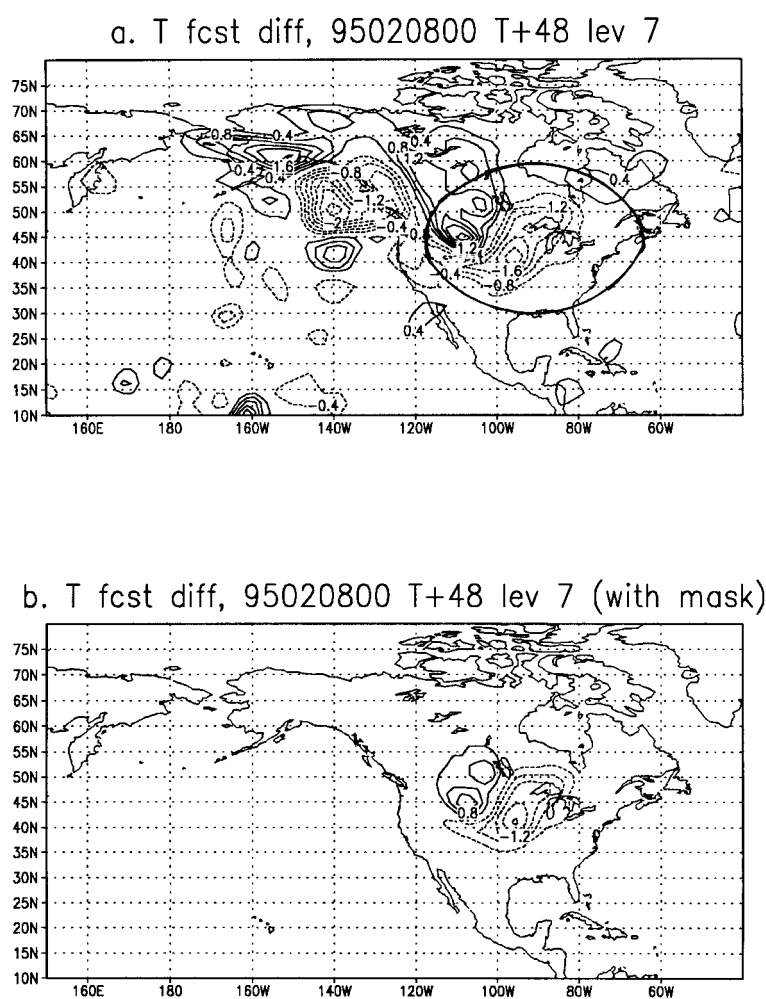 a. T fcst diff, 95020800 T+48 lev 7
75N
70N
0.8 0.4 0.4
65N
0.8
60N
0.4 1.6 1.2
0.4 -0.8 0.4
55N
-1.2 -1.2
50N
-2 -0.4
45N
1.2
40N
-0.4 -1.6
-0.8
35N
30N
0.4
25N
20N
15N
-0.4
10N
160E 180 160W 140W 120W 100W 80W 60W
b. T fcst diff, 95020800 T+48 lev 7 (with mask)
75N
70N
65N
60N
55N
50N
45N
0.8
40N
-1.2
35N
30N
25N
20N
15N
10N
160E 180 160W 140W 120W 100W 80W 60W